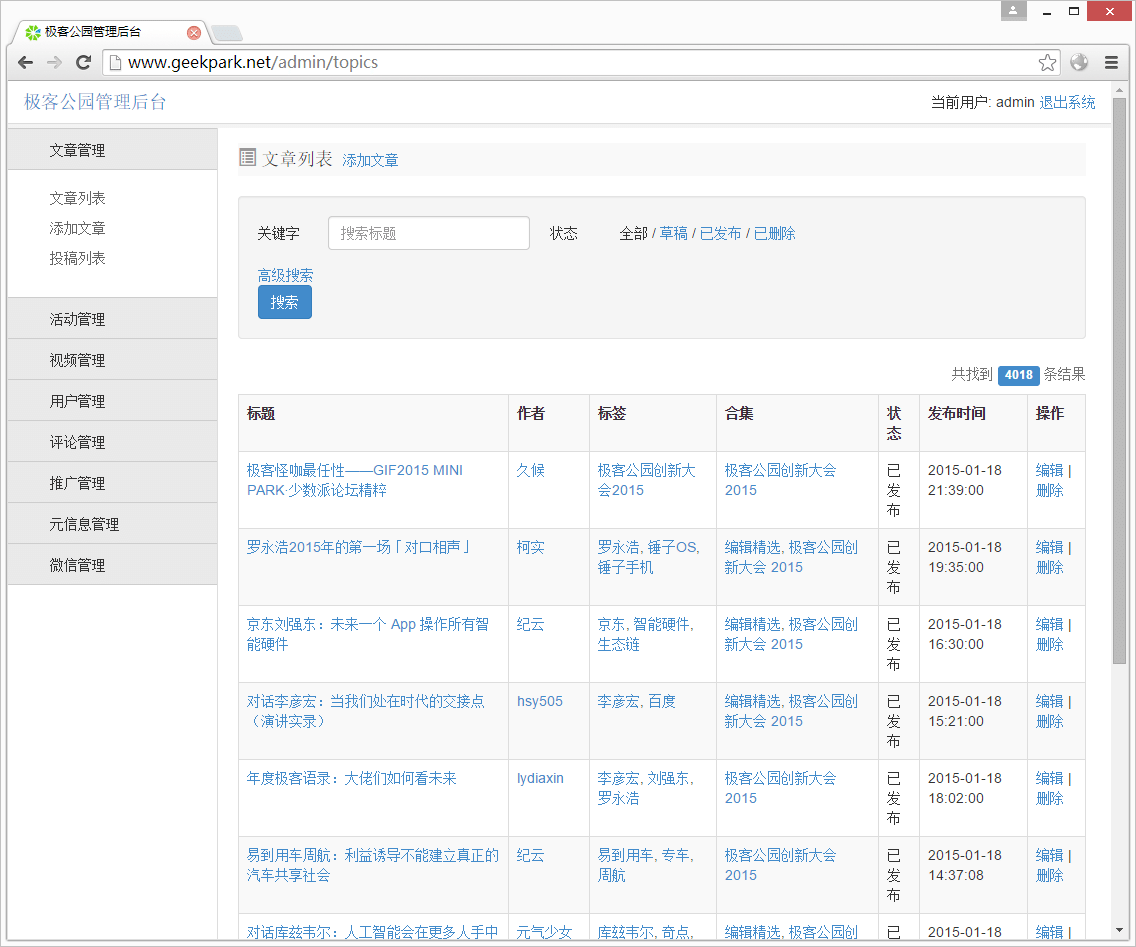 极客公园管理后台
www.geekpark.net/admin/topics
极客公园管理后台
当前用户: admin 退出系统
文章管理
文章列表
添加文章
投稿列表
活动管理
视频管理
用户管理
评论管理
推广管理
元信息管理
微信管理
文章列表 添加文章
关键字 搜索标题 状态 全部 / 草稿 / 已发布 / 已删除
高级搜索
搜索
共找到 4018 条结果
标题 作者 标签 合集 状态 发布时间 操作
极客怪咖最任性——GIF2015 MINI
PARK·少数派论坛精粹
久候
极客公园创新大
会2015
极客公园创新大会
2015
已
发
布
2015-01-18
21:39:00
编辑 |
删除
罗永浩2015年的第一场「对口相声」
柯实
罗永浩, 锤子OS,
锤子手机
编辑精选, 极客公园创
新大会 2015
已
发
布
2015-01-18
19:35:00
编辑 |
删除
京东刘强东：未来一个 App 操作所有智
能硬件
纪云
京东, 智能硬件,
生态链
编辑精选, 极客公园创
新大会 2015
已
发
布
2015-01-18
16:30:00
编辑 |
删除
对话李彦宏：当我们处在时代的交接点
（演讲实录）
hsy505
李彦宏, 百度
编辑精选, 极客公园创
新大会 2015
已
发
布
2015-01-18
15:21:00
编辑 |
删除
年度极客语录：大佬们如何看未来
lydiaxin
李彦宏, 刘强东,
罗永浩
极客公园创新大会
2015
已
发
布
2015-01-18
18:02:00
编辑 |
删除
易到用车周航：利益诱导不能建立真正的
汽车共享社会
纪云
易到用车, 专车,
周航
极客公园创新大会
2015
已
发
布
2015-01-18
14:37:08
编辑 |
删除
对话库兹韦尔：人工智能会在更多人手中
元气少女
库兹韦尔, 奇点,
编辑精选, 极客公园创
已
2015-01-18
编辑 |